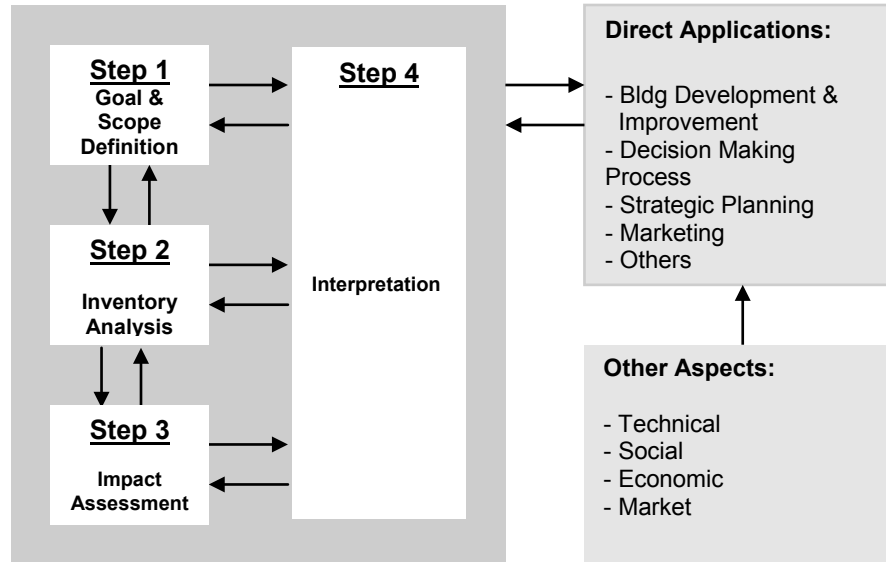 Step 1
Goal &
Scope
Definition
Step 2
Inventory
Analysis
Step 3
Impact
Assessment
Step 4
Interpretation
Direct Applications:
- Bldg Development &
Improvement
- Decision Making
Process
- Strategic Planning
- Marketing
- Others
Other Aspects:
- Technical
- Social
- Economic
- Market